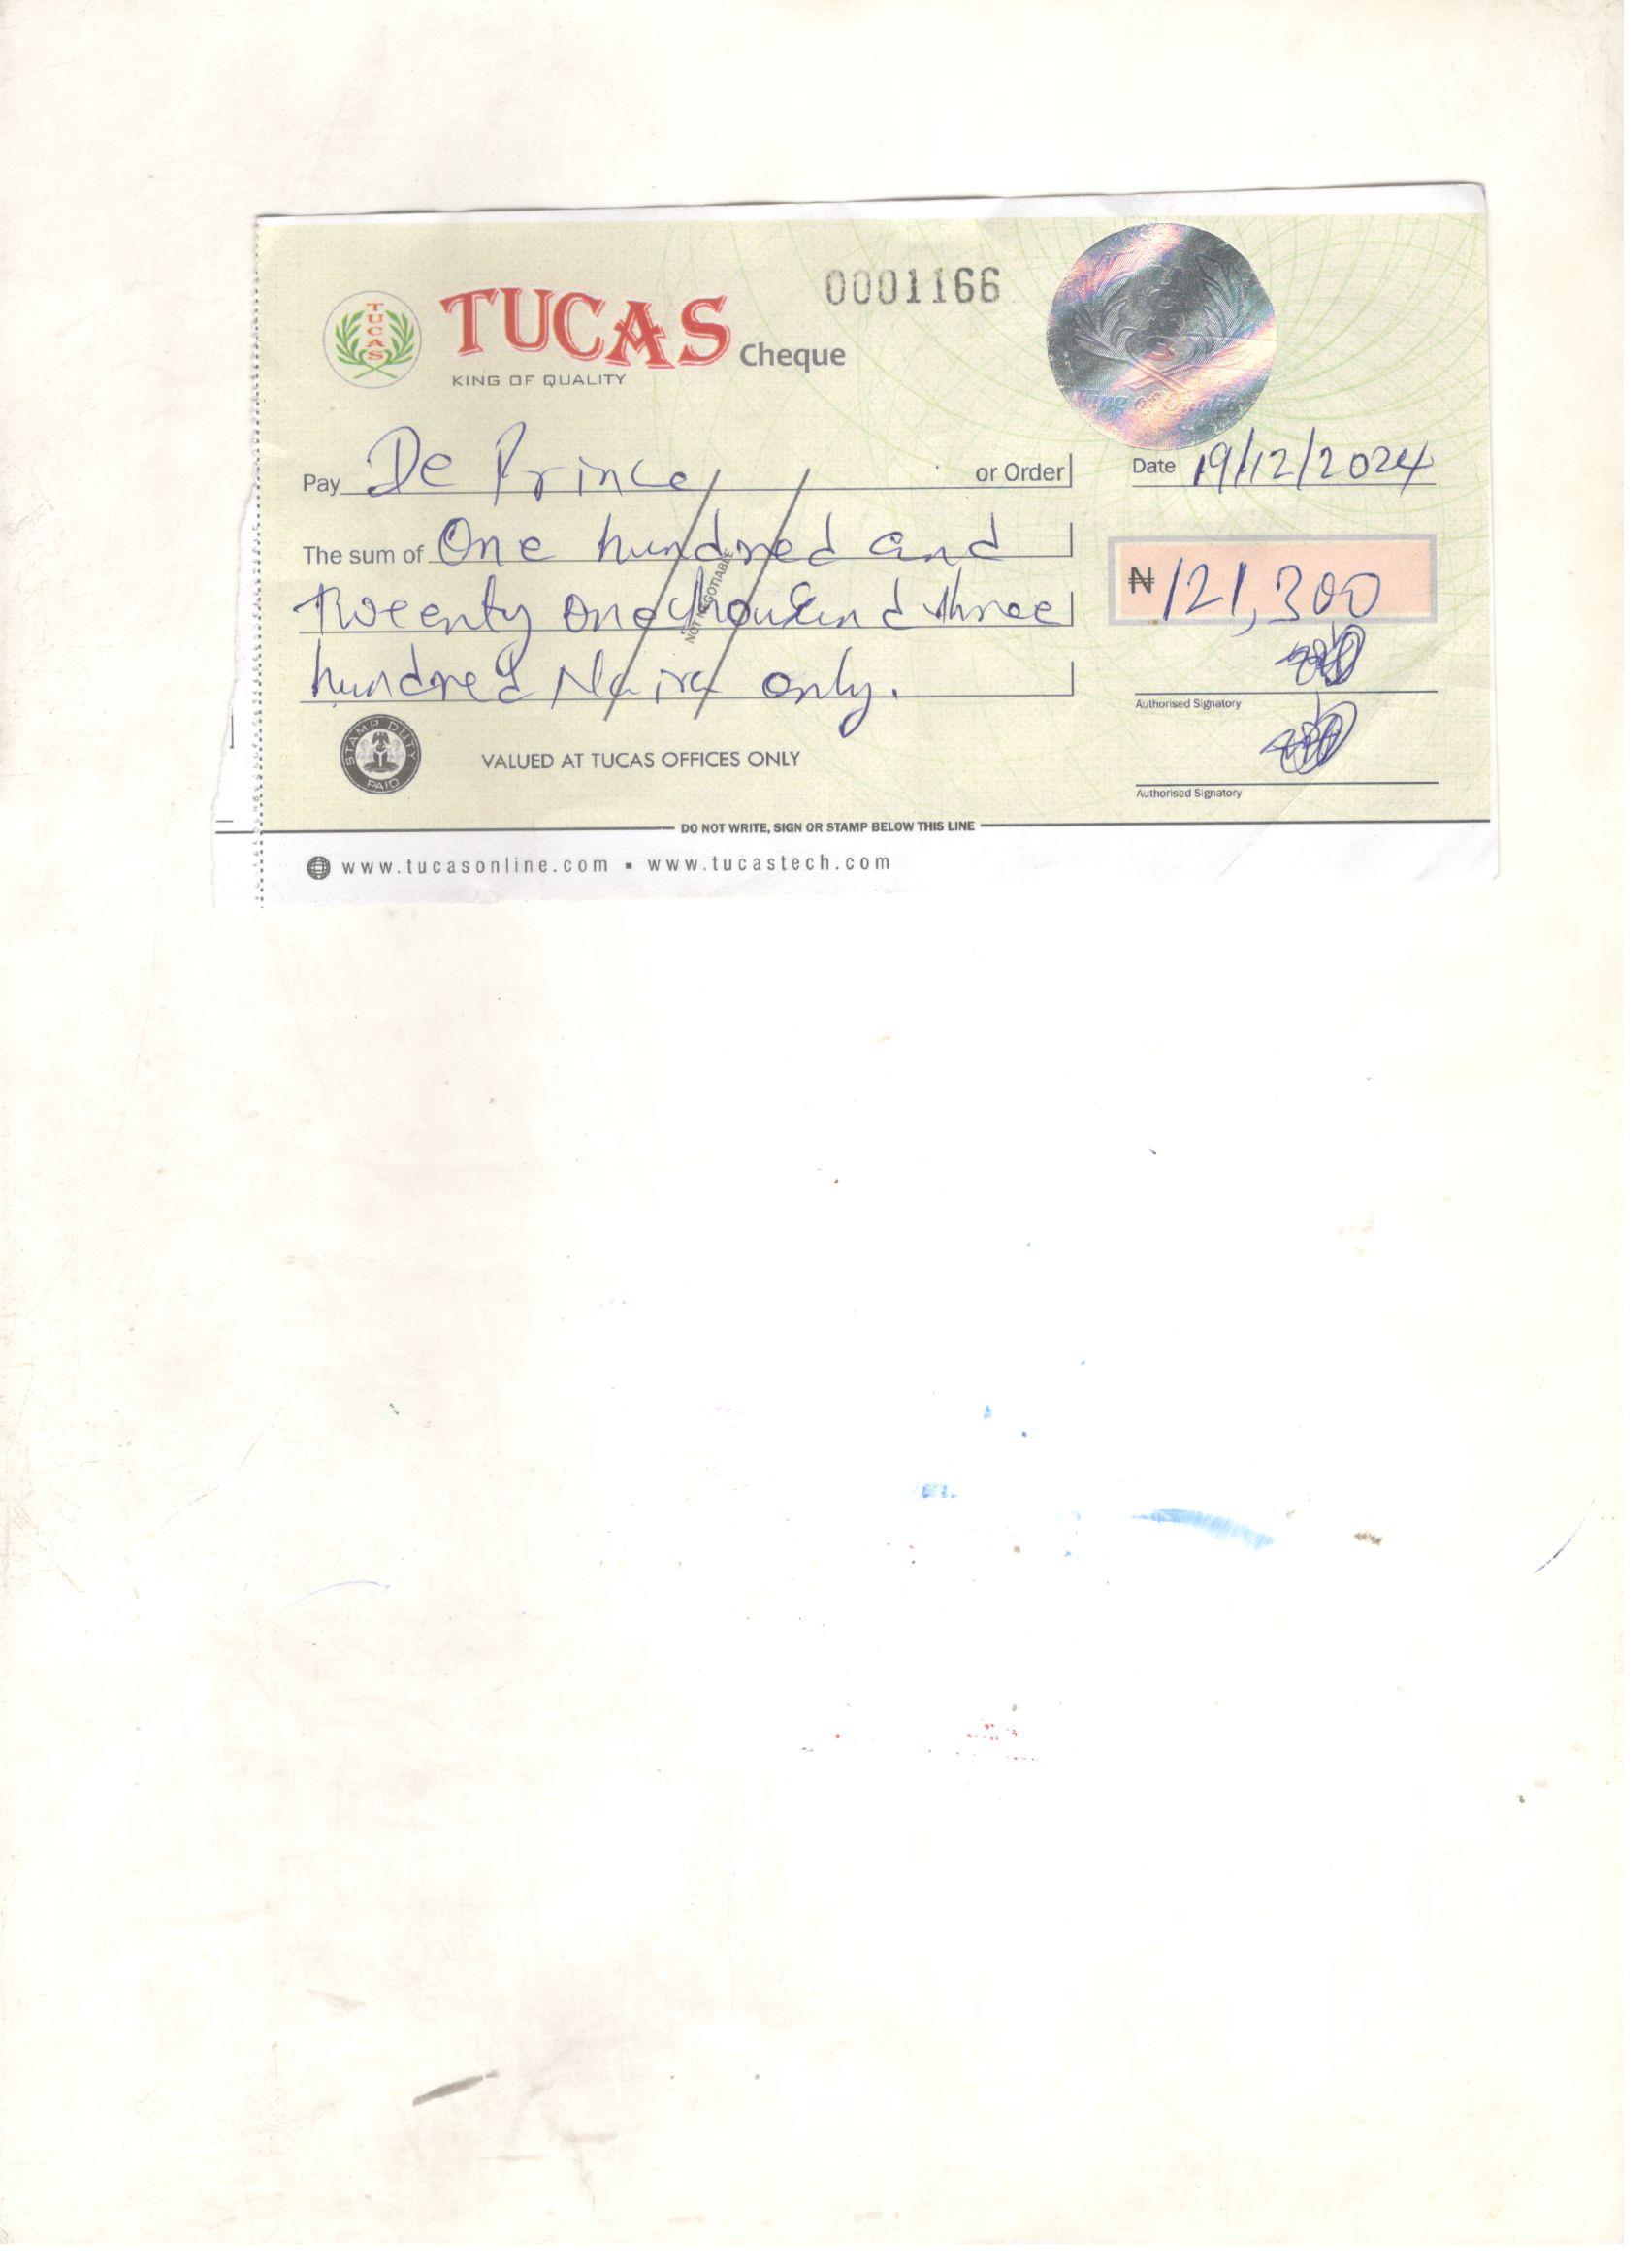 0001166
TUCAS
TUCAS Cheque
KING OF QUALITY
Pay De Prince or Order
Date 19/12/2024
The sum of One hundred and
Twenty one thousand three
hundred Naira only.
NOT NEGOTIABLE
₦ 121,300
Authorised Signatory
Authorised Signatory
STAMP DUTY
PAID
VALUED AT TUCAS OFFICES ONLY
DO NOT WRITE, SIGN OR STAMP BELOW THIS LINE
www.tucasonline.com ▪ www.tucastech.com